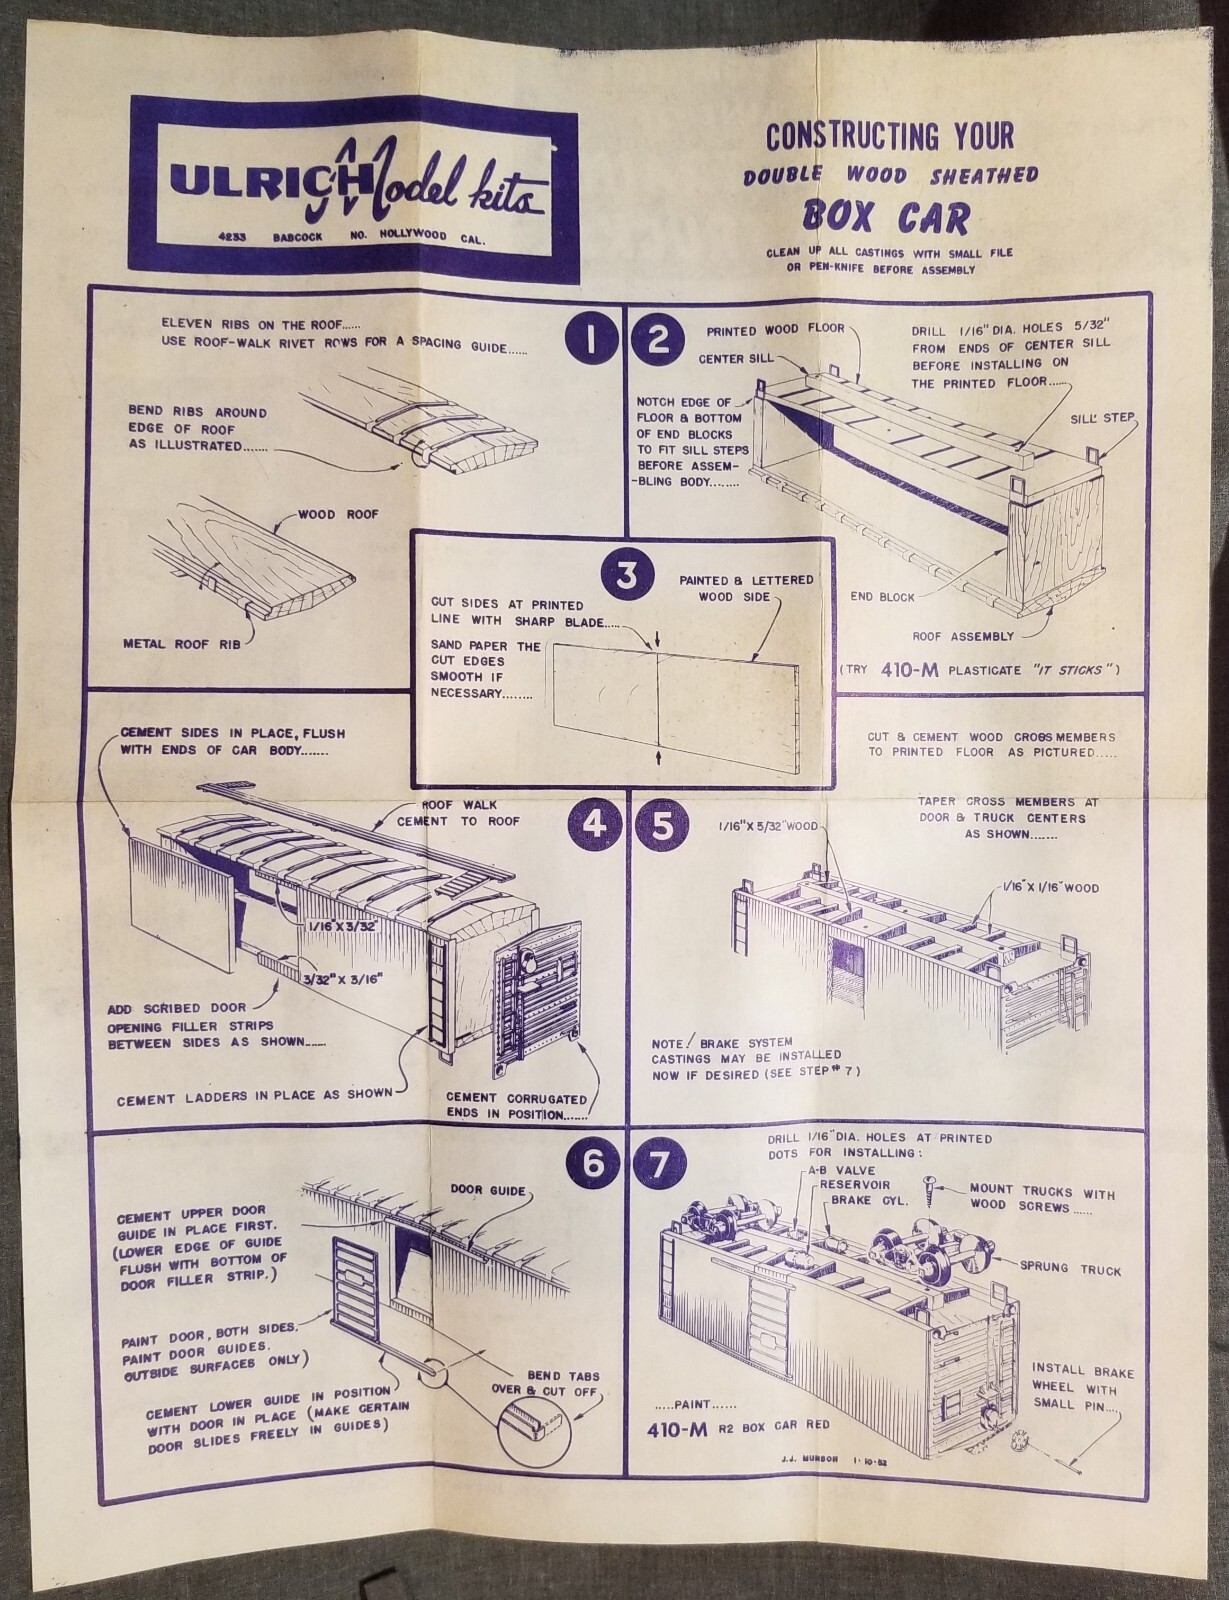 ULRICH Model kits
4233 BABCOCK NO. HOLLYWOOD CAL.
CONSTRUCTING YOUR
DOUBLE WOOD SHEATHED
BOX CAR
CLEAN UP ALL CASTINGS WITH SMALL FILE
OR PEN-KNIFE BEFORE ASSEMBLY
1
ELEVEN RIBS ON THE ROOF.....
USE ROOF-WALK RIVET ROWS FOR A SPACING GUIDE.....
BEND RIBS AROUND
EDGE OF ROOF
AS ILLUSTRATED.......
WOOD ROOF
METAL ROOF RIB
2
PRINTED WOOD FLOOR
CENTER SILL
DRILL 1/16" DIA. HOLES 5/32"
FROM ENDS OF CENTER SILL
BEFORE INSTALLING ON
THE PRINTED FLOOR.....
NOTCH EDGE OF
FLOOR & BOTTOM
OF END BLOCKS
TO FIT SILL STEPS
BEFORE ASSEM-
-BLING BODY.......
SILL' STEP
END BLOCK
ROOF ASSEMBLY
(TRY 410-M PLASTICATE "IT STICKS")
3
PAINTED & LETTERED
WOOD SIDE
CUT SIDES AT PRINTED
LINE WITH SHARP BLADE.....
SAND PAPER THE
CUT EDGES
SMOOTH IF
NECESSARY.......
4
CEMENT SIDES IN PLACE, FLUSH
WITH ENDS OF CAR BODY.......
ROOF WALK
CEMENT TO ROOF
1/16" X 3/32"
3/32" X 3/16"
ADD SCRIBED DOOR
OPENING FILLER STRIPS
BETWEEN SIDES AS SHOWN.....
CEMENT LADDERS IN PLACE AS SHOWN
CEMENT CORRUGATED
ENDS IN POSITION......
5
CUT & CEMENT WOOD CROSSMEMBERS
TO PRINTED FLOOR AS PICTURED.....
TAPER CROSS MEMBERS AT
DOOR & TRUCK CENTERS
AS SHOWN.......
1/16" X 5/32" WOOD
1/16" X 1/16" WOOD
NOTE! BRAKE SYSTEM
CASTINGS MAY BE INSTALLED
NOW IF DESIRED (SEE STEP # 7)
6
DOOR GUIDE
CEMENT UPPER DOOR
GUIDE IN PLACE FIRST.
(LOWER EDGE OF GUIDE
FLUSH WITH BOTTOM OF
DOOR FILLER STRIP.)
PAINT DOOR, BOTH SIDES.
PAINT DOOR GUIDES.
OUTSIDE SURFACES ONLY)
CEMENT LOWER GUIDE IN POSITION
WITH DOOR IN PLACE (MAKE CERTAIN
DOOR SLIDES FREELY IN GUIDES)
BEND TABS
OVER & CUT OFF
7
DRILL 1/16" DIA. HOLES AT PRINTED
DOTS FOR INSTALLING:
A-B VALVE
RESERVOIR
BRAKE CYL.
MOUNT TRUCKS WITH
WOOD SCREWS.....
SPRUNG TRUCK
INSTALL BRAKE
WHEEL WITH
SMALL PIN....
.....PAINT......
410-M R2 BOX CAR RED
J.J. MUNSON 1-10-52